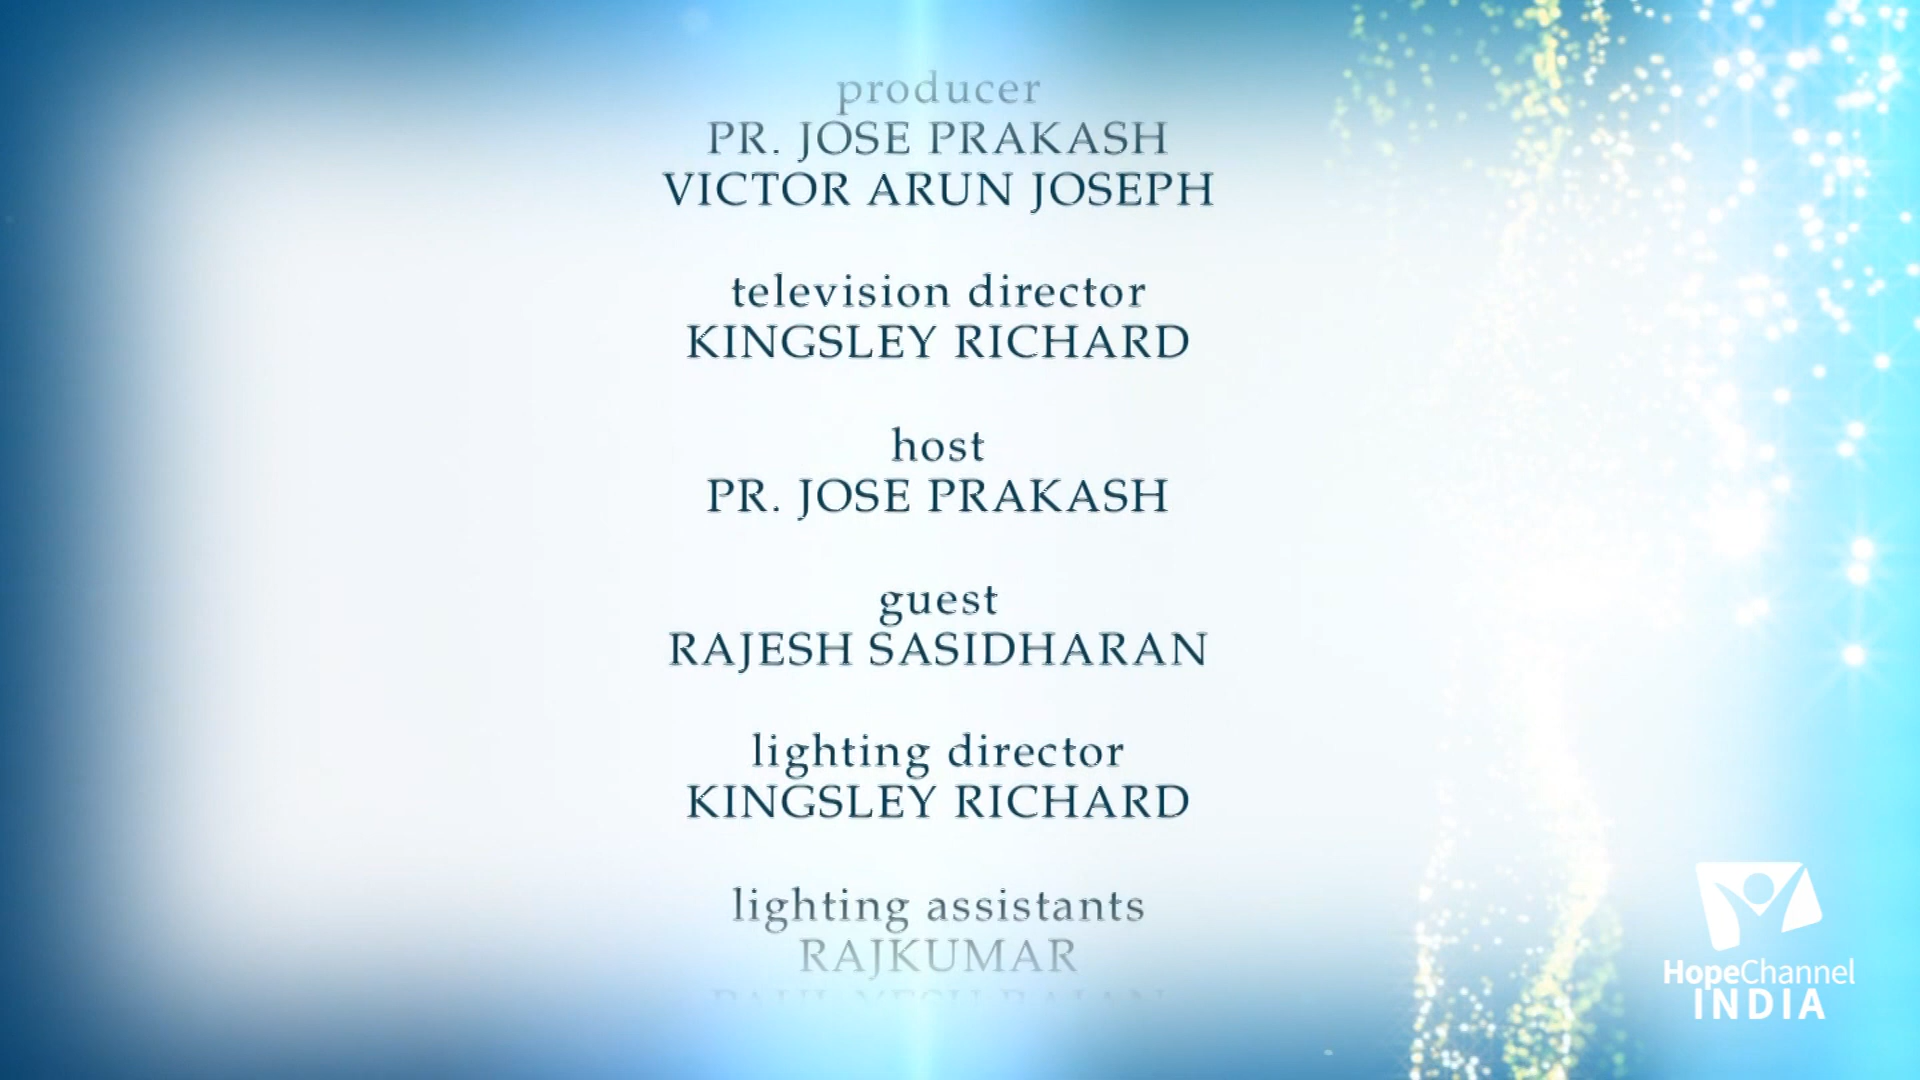 producer
PR. JOSE PRAKASH
VICTOR ARUN JOSEPH
television director
KINGSLEY RICHARD
host
PR. JOSE PRAKASH
guest
RAJESH SASIDHARAN
lighting director
KINGSLEY RICHARD
lighting assistants
RAJKUMAR
HopeChannel
INDIA